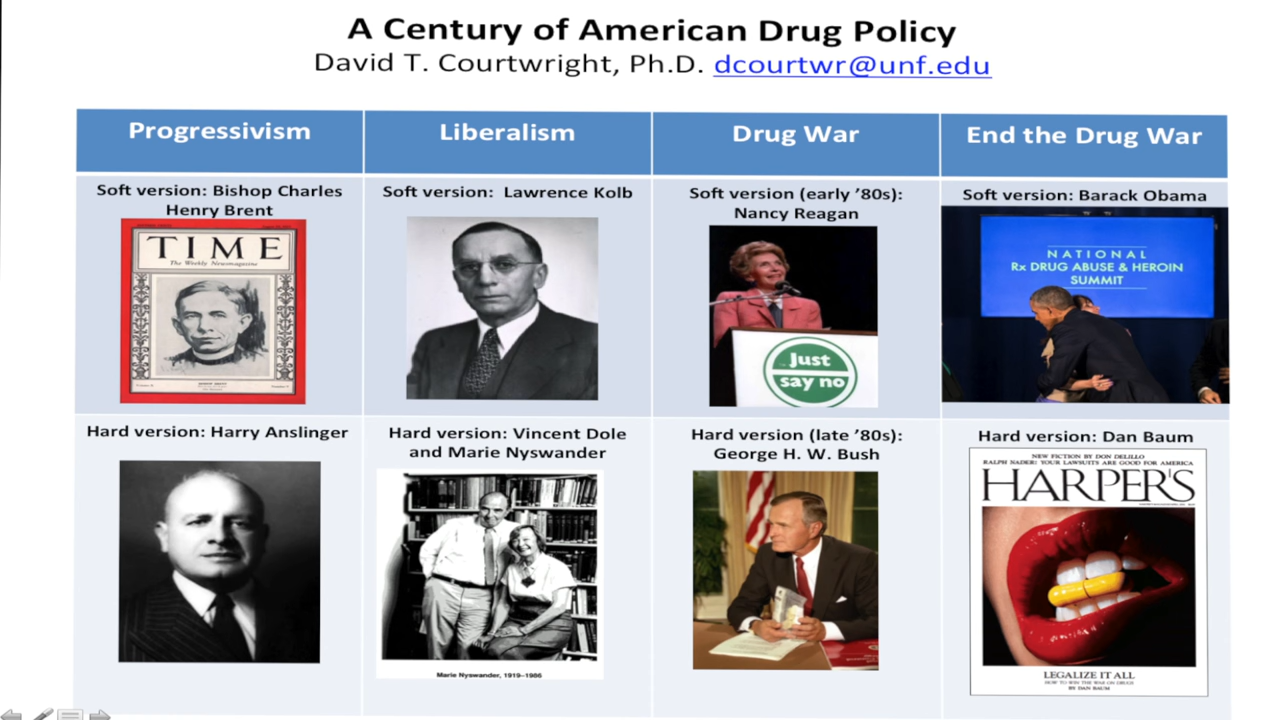 A Century of American Drug Policy
David T. Courtwright, Ph.D. dcourtwr@unf.edu
Progressivism
Liberalism
Drug War
End the Drug War
Soft version: Bishop Charles
Henry Brent
TIME
The Weekly Newsmagazine
Soft version: Lawrence Kolb
Soft version (early ’80s):
Nancy Reagan
Just
say no
Soft version: Barack Obama
NATIONAL
Rx DRUG ABUSE & HEROIN
SUMMIT
Hard version: Harry Anslinger
Hard version: Vincent Dole
and Marie Nyswander
Marie Nyswander, 1919–1986
Hard version (late ’80s):
George H. W. Bush
Hard version: Dan Baum
NEW FICTION BY DON DELILLO
RALPH NADER: YOUR LAWSUITS ARE GOOD FOR AMERICA
HARPER'S
LEGALIZE IT ALL
HOW TO WIN THE WAR ON DRUGS
BY DAN BAUM